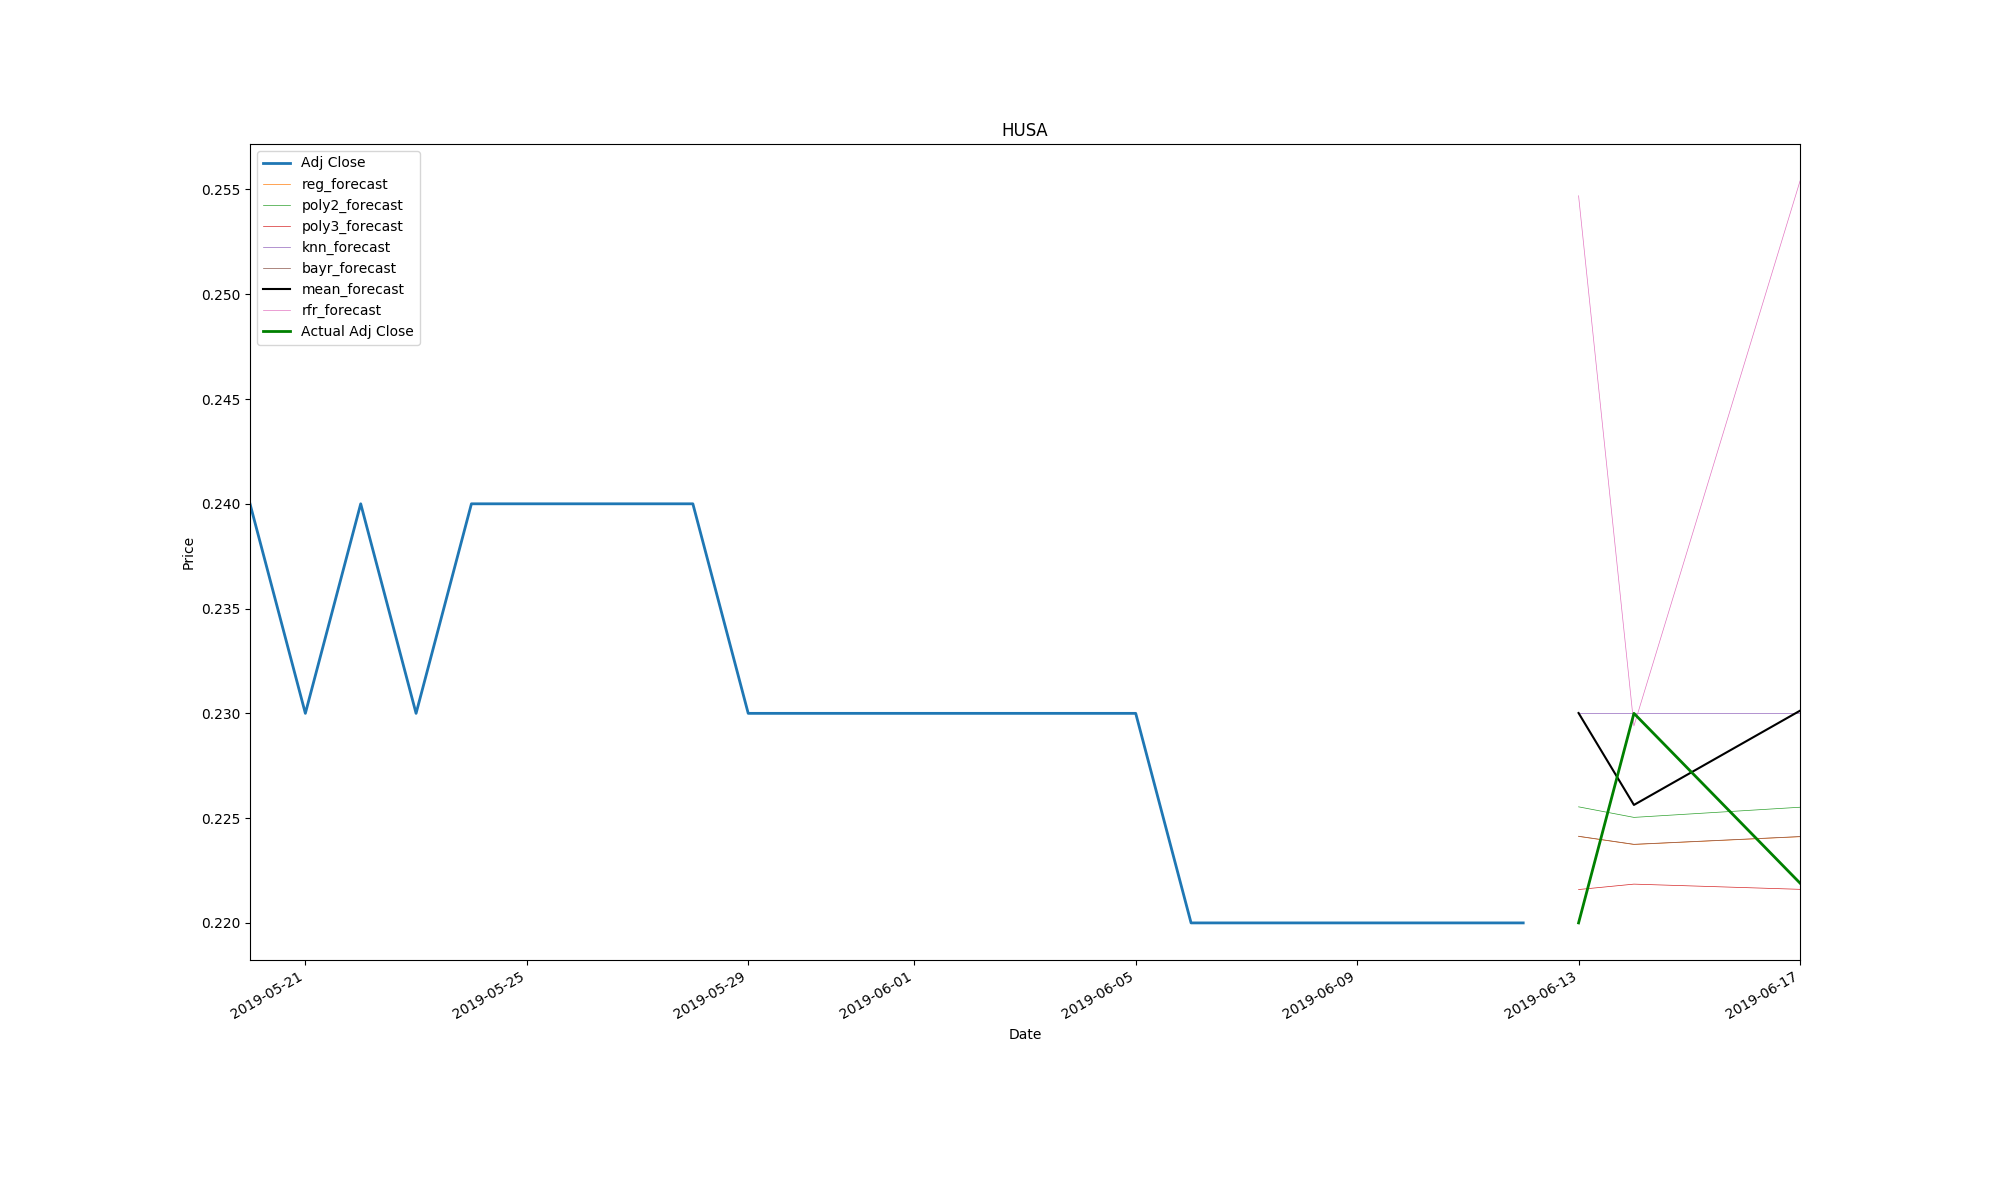 HUSA
Adj Close
reg_forecast
poly2_forecast
poly3_forecast
knn_forecast
bayr_forecast
mean_forecast
rfr_forecast
Actual Adj Close
0.255
0.250
0.245
0.240
0.235
0.230
0.225
0.220
Price
2019-05-21
2019-05-25
2019-05-29
2019-06-01
2019-06-05
2019-06-09
2019-06-13
2019-06-17
Date